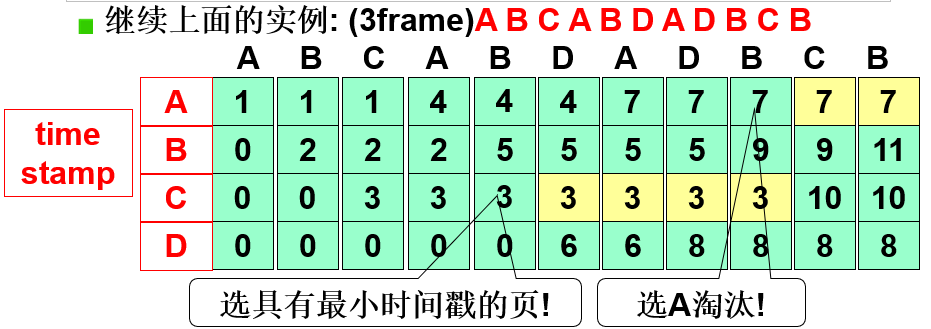 继续上面的实例: (3frame)A B C A B D A D B C B
A B C A B D A D B C B
time stamp
A 1 1 1 4 4 4 7 7 7 7 7
B 0 2 2 2 5 5 5 5 9 9 11
C 0 0 3 3 3 3 3 3 3 10 10
D 0 0 0 0 0 6 6 8 8 8 8
选具有最小时间戳的页!
选A淘汰!